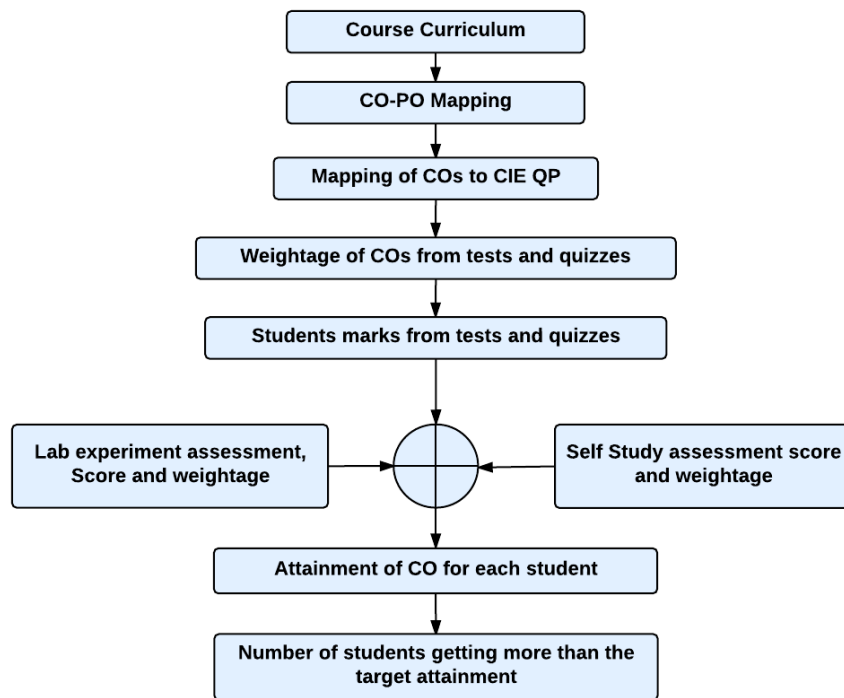 Course Curriculum
CO-PO Mapping
Mapping of COs to CIE QP
Weightage of COs from tests and quizzes
Students marks from tests and quizzes
Lab experiment assessment,
Score and weightage
Self Study assessment score
and weightage
Attainment of CO for each student
Number of students getting more than the
target attainment